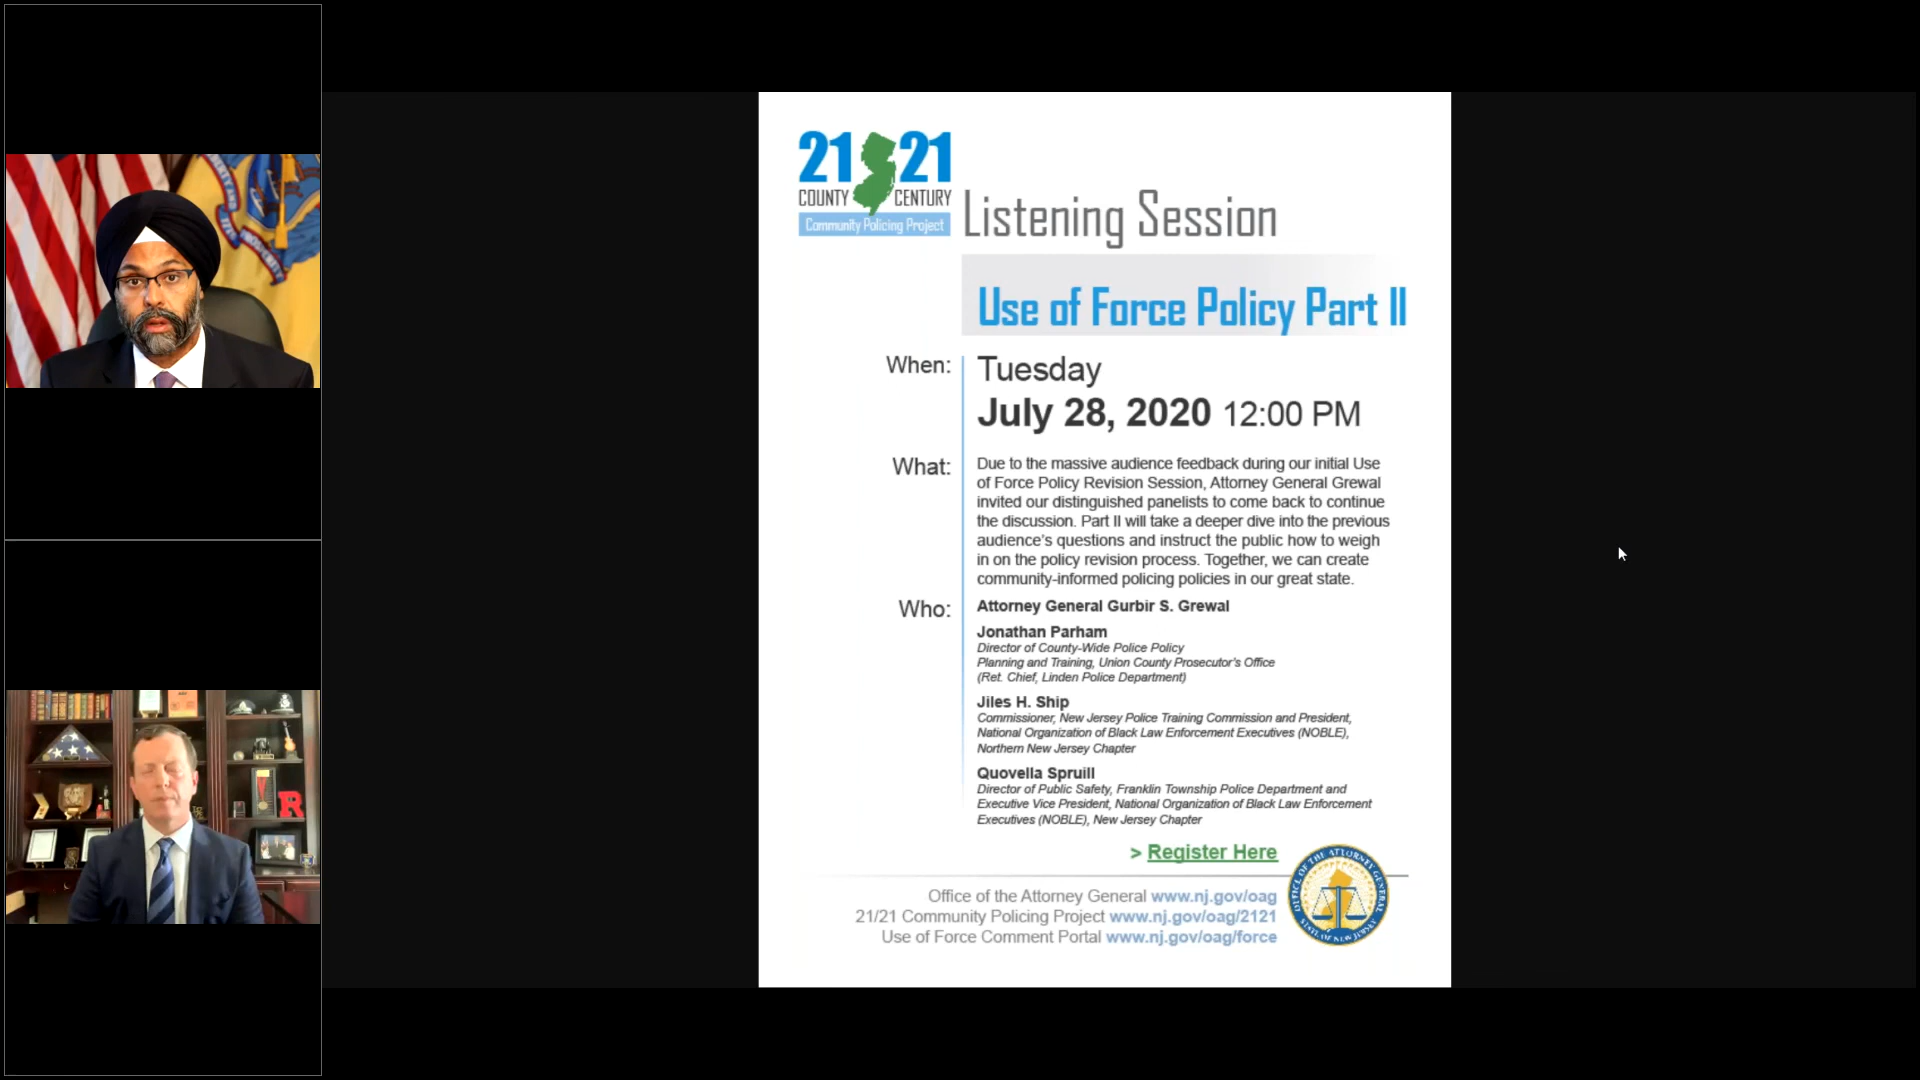 21 21
COUNTY CENTURY
Community Policing Project
Listening Session
Use of Force Policy Part II
When:
Tuesday
July 28, 2020 12:00 PM
What:
Due to the massive audience feedback during our initial Use
of Force Policy Revision Session, Attorney General Grewal
invited our distinguished panelists to come back to continue
the discussion. Part II will take a deeper dive into the previous
audience's questions and instruct the public how to weigh
in on the policy revision process. Together, we can create
community-informed policing policies in our great state.
Who:
Attorney General Gurbir S. Grewal
Jonathan Parham
Director of County-Wide Police Policy
Planning and Training, Union County Prosecutor's Office
(Ret. Chief, Linden Police Department)
Jiles H. Ship
Commissioner, New Jersey Police Training Commission and President,
National Organization of Black Law Enforcement Executives (NOBLE),
Northern New Jersey Chapter
Quovella Spruill
Director of Public Safety, Franklin Township Police Department and
Executive Vice President, National Organization of Black Law Enforcement
Executives (NOBLE), New Jersey Chapter
> Register Here
Office of the Attorney General www.nj.gov/oag
21/21 Community Policing Project www.nj.gov/oag/2121
Use of Force Comment Portal www.nj.gov/oag/force
OFFICE OF THE ATTORNEY GENERAL
STATE OF NEW JERSEY
PROSPERITY
R